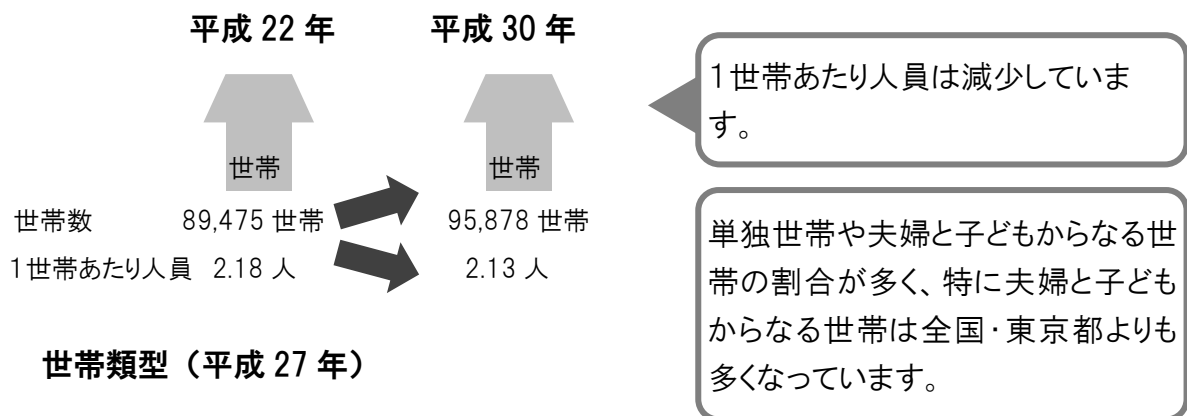 平成 22 年 平成 30 年
世帯 世帯
世帯数 89,475 世帯 95,878 世帯
1世帯あたり人員 2.18 人 2.13 人
世帯類型（平成 27 年）
1世帯あたり人員は減少していま
す。
単独世帯や夫婦と子どもからなる世
帯の割合が多く、特に夫婦と子ども
からなる世帯は全国・東京都よりも
多くなっています。